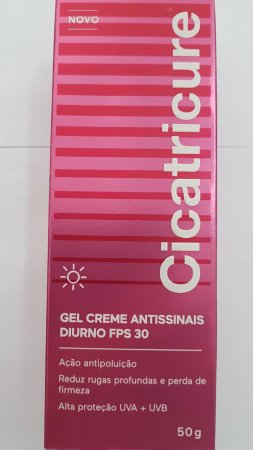 NOVO
Cicatricure
GEL CREME ANTISSINAIS
DIURNO FPS 30
Ação antipoluição
Reduz rugas profundas e perda de
firmeza
Alta proteção UVA + UVB
50 g